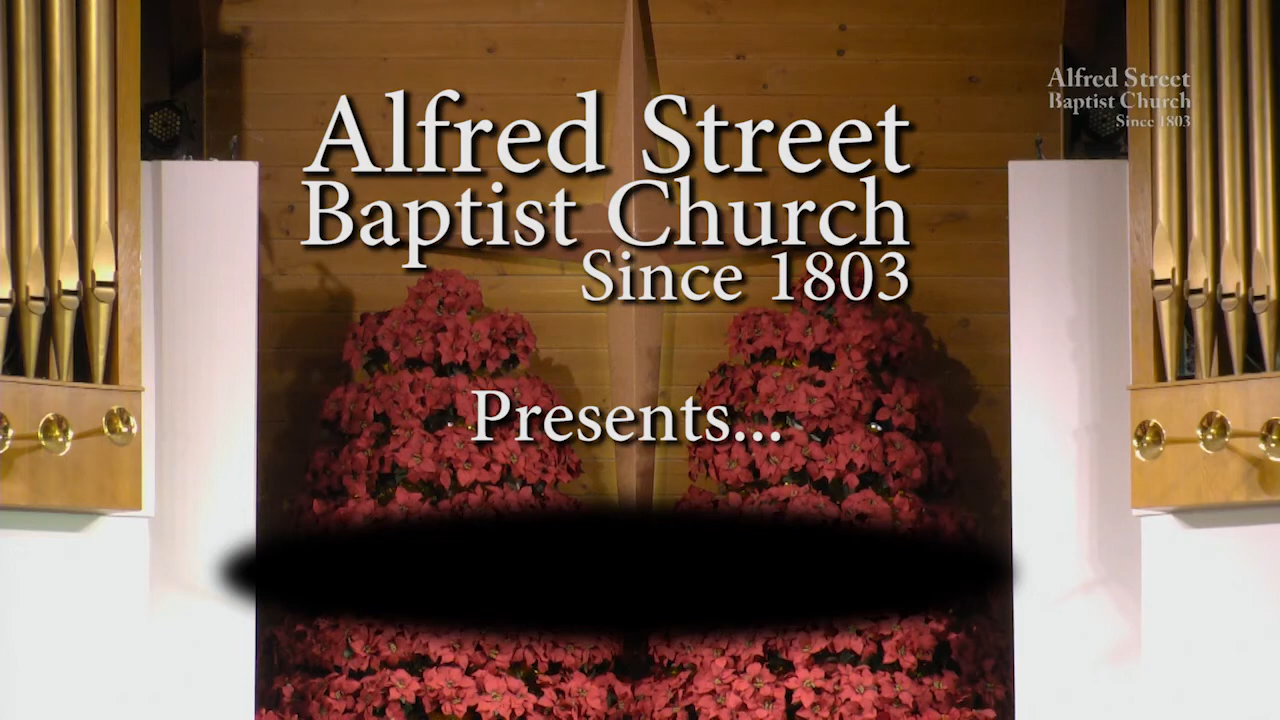 Alfred Street
Baptist Church
Since 1803
Alfred Street
Baptist Church
Since 1803
Presents...